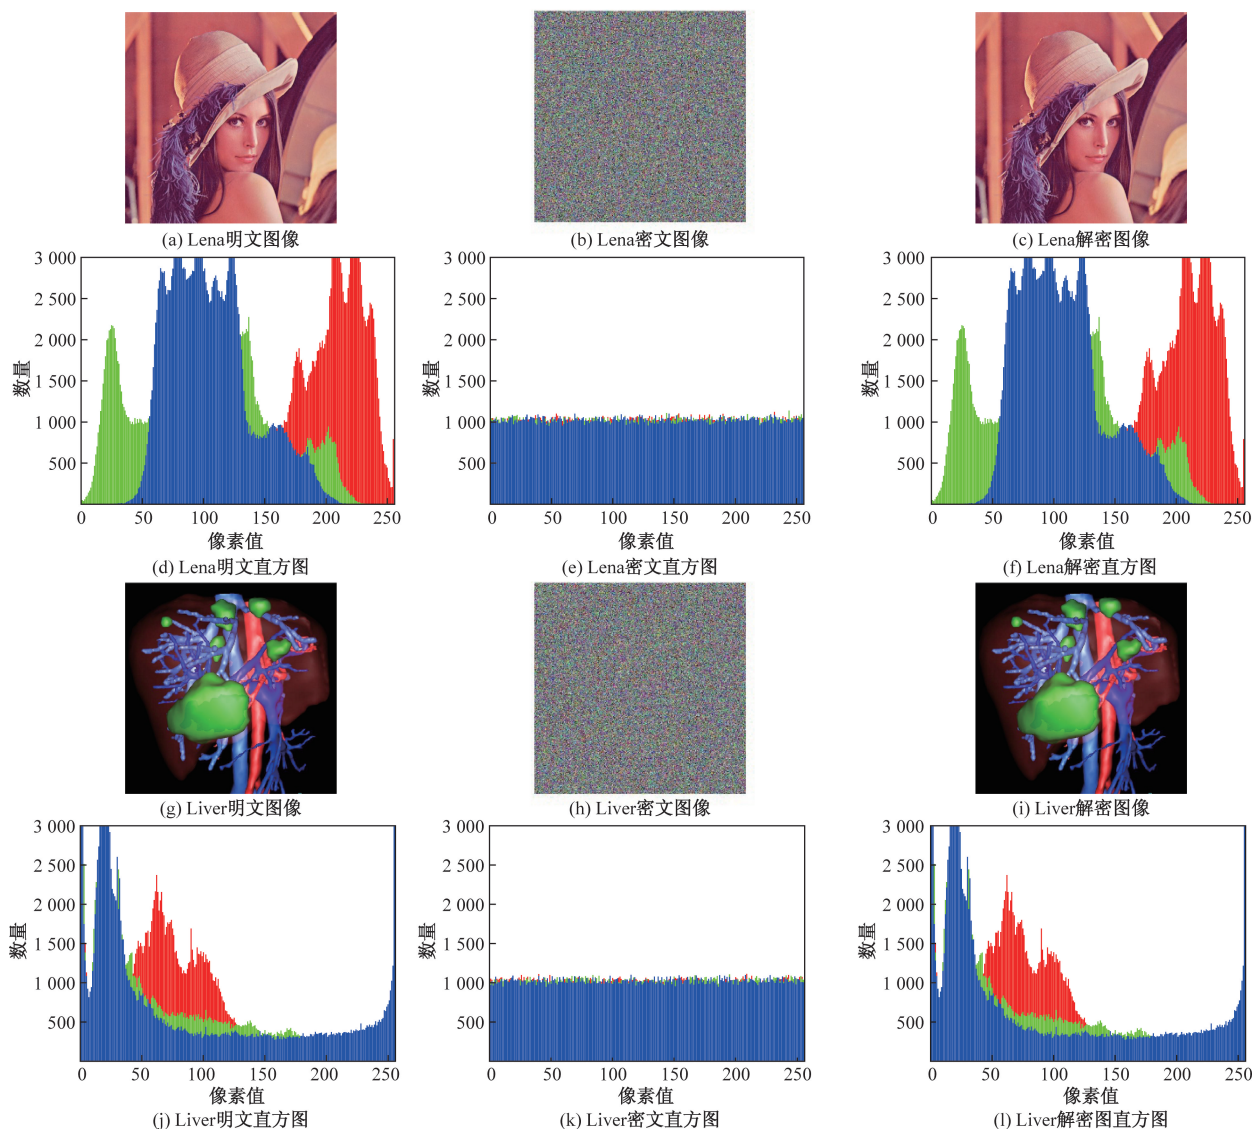 (a) Lena明文图像
(b) Lena密文图像
(c) Lena解密图像
3 000
2 500
2 000
1 500
1 000
500
数量
0 50 100 150 200 250
像素值
(d) Lena明文直方图
3 000
2 500
2 000
1 500
1 000
500
数量
0 50 100 150 200 250
像素值
(e) Lena密文直方图
3 000
2 500
2 000
1 500
1 000
500
数量
0 50 100 150 200 250
像素值
(f) Lena解密直方图
(g) Liver明文图像
(h) Liver密文图像
(i) Liver解密图像
3 000
2 500
2 000
1 500
1 000
500
数量
0 50 100 150 200 250
像素值
(j) Liver明文直方图
3 000
2 500
2 000
1 500
1 000
500
数量
0 50 100 150 200 250
像素值
(k) Liver密文直方图
3 000
2 500
2 000
1 500
1 000
500
数量
0 50 100 150 200 250
像素值
(l) Liver解密图直方图